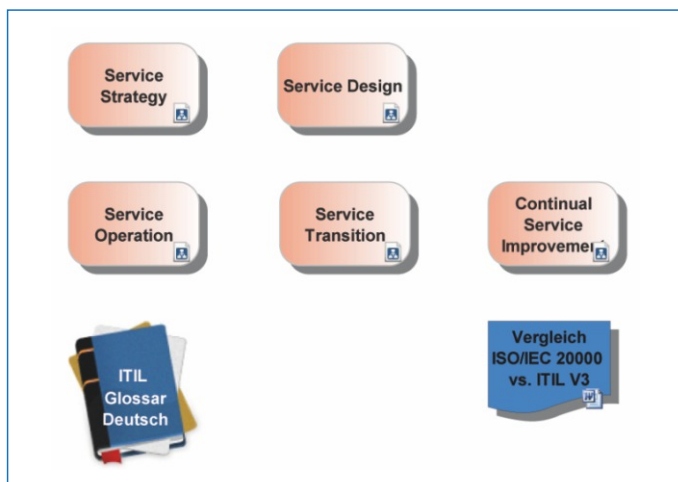 Service
Strategy
Service Design
Service
Operation
Service
Transition
Continual
Service
Improvement
ITIL
Glossar
Deutsch
Vergleich
ISO/IEC 20000
vs. ITIL V3